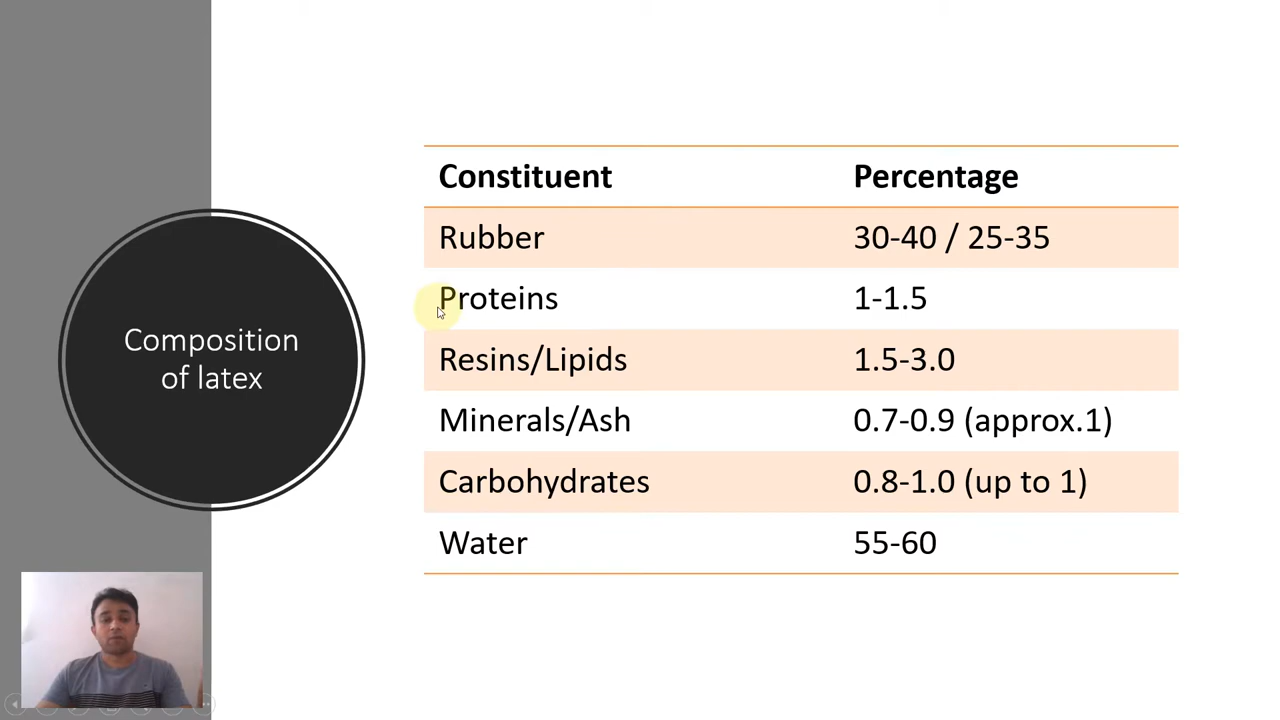 Composition
of latex
Constituent Percentage
Rubber 30-40 / 25-35
Proteins 1-1.5
Resins/Lipids 1.5-3.0
Minerals/Ash 0.7-0.9 (approx.1)
Carbohydrates 0.8-1.0 (up to 1)
Water 55-60